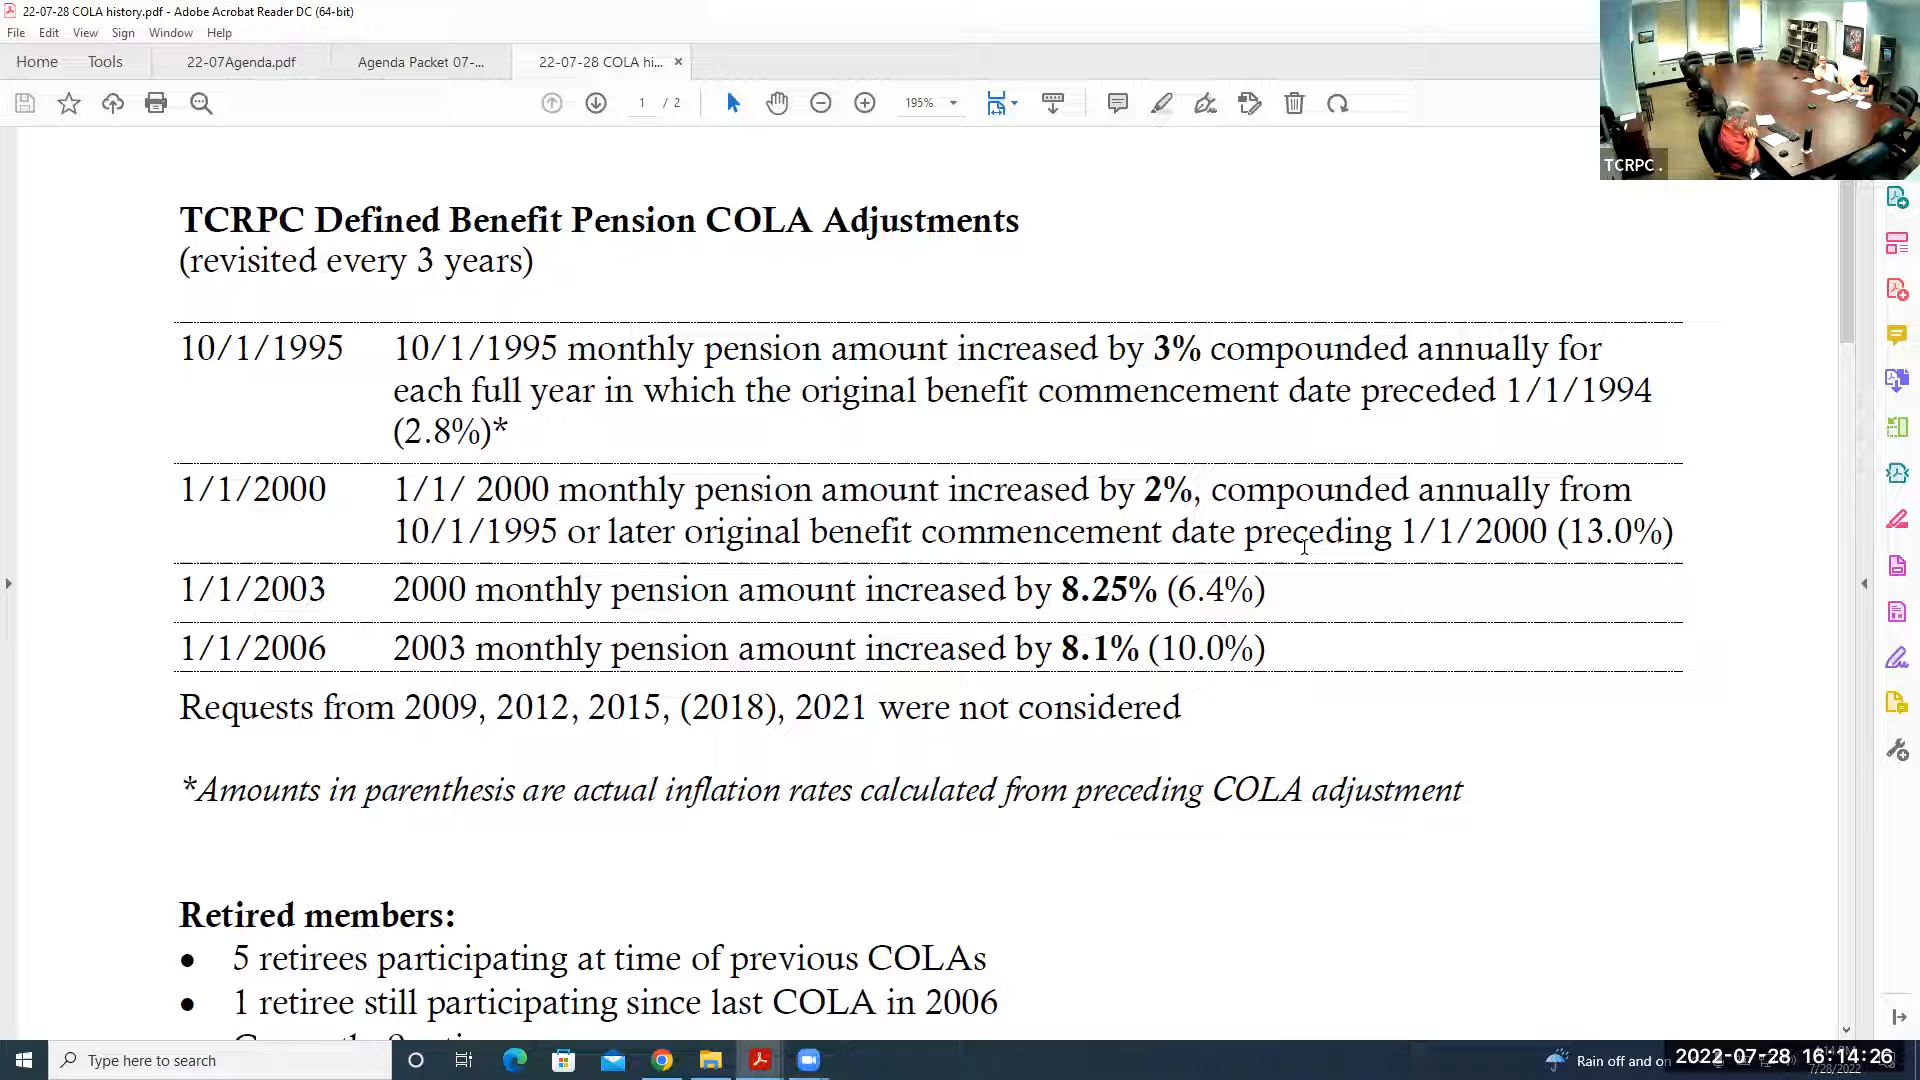 22-07-28 COLA history.pdf - Adobe Acrobat Reader DC (64-bit)
File Edit View Sign Window Help
Home Tools 22-07Agenda.pdf Agenda Packet 07-... 22-07-28 COLA hi... ×
1 / 2 195%
TCRPC .
TCRPC Defined Benefit Pension COLA Adjustments
(revisited every 3 years)
10/1/1995 10/1/1995 monthly pension amount increased by 3% compounded annually for
each full year in which the original benefit commencement date preceded 1/1/1994
(2.8%)*
1/1/2000 1/1/ 2000 monthly pension amount increased by 2%, compounded annually from
10/1/1995 or later original benefit commencement date preceding 1/1/2000 (13.0%)
1/1/2003 2000 monthly pension amount increased by 8.25% (6.4%)
1/1/2006 2003 monthly pension amount increased by 8.1% (10.0%)
Requests from 2009, 2012, 2015, (2018), 2021 were not considered
*Amounts in parenthesis are actual inflation rates calculated from preceding COLA adjustment
Retired members:
• 5 retirees participating at time of previous COLAs
• 1 retiree still participating since last COLA in 2006
Type here to search
Rain off and on
2022-07-28 16:14:26
7/28/2022